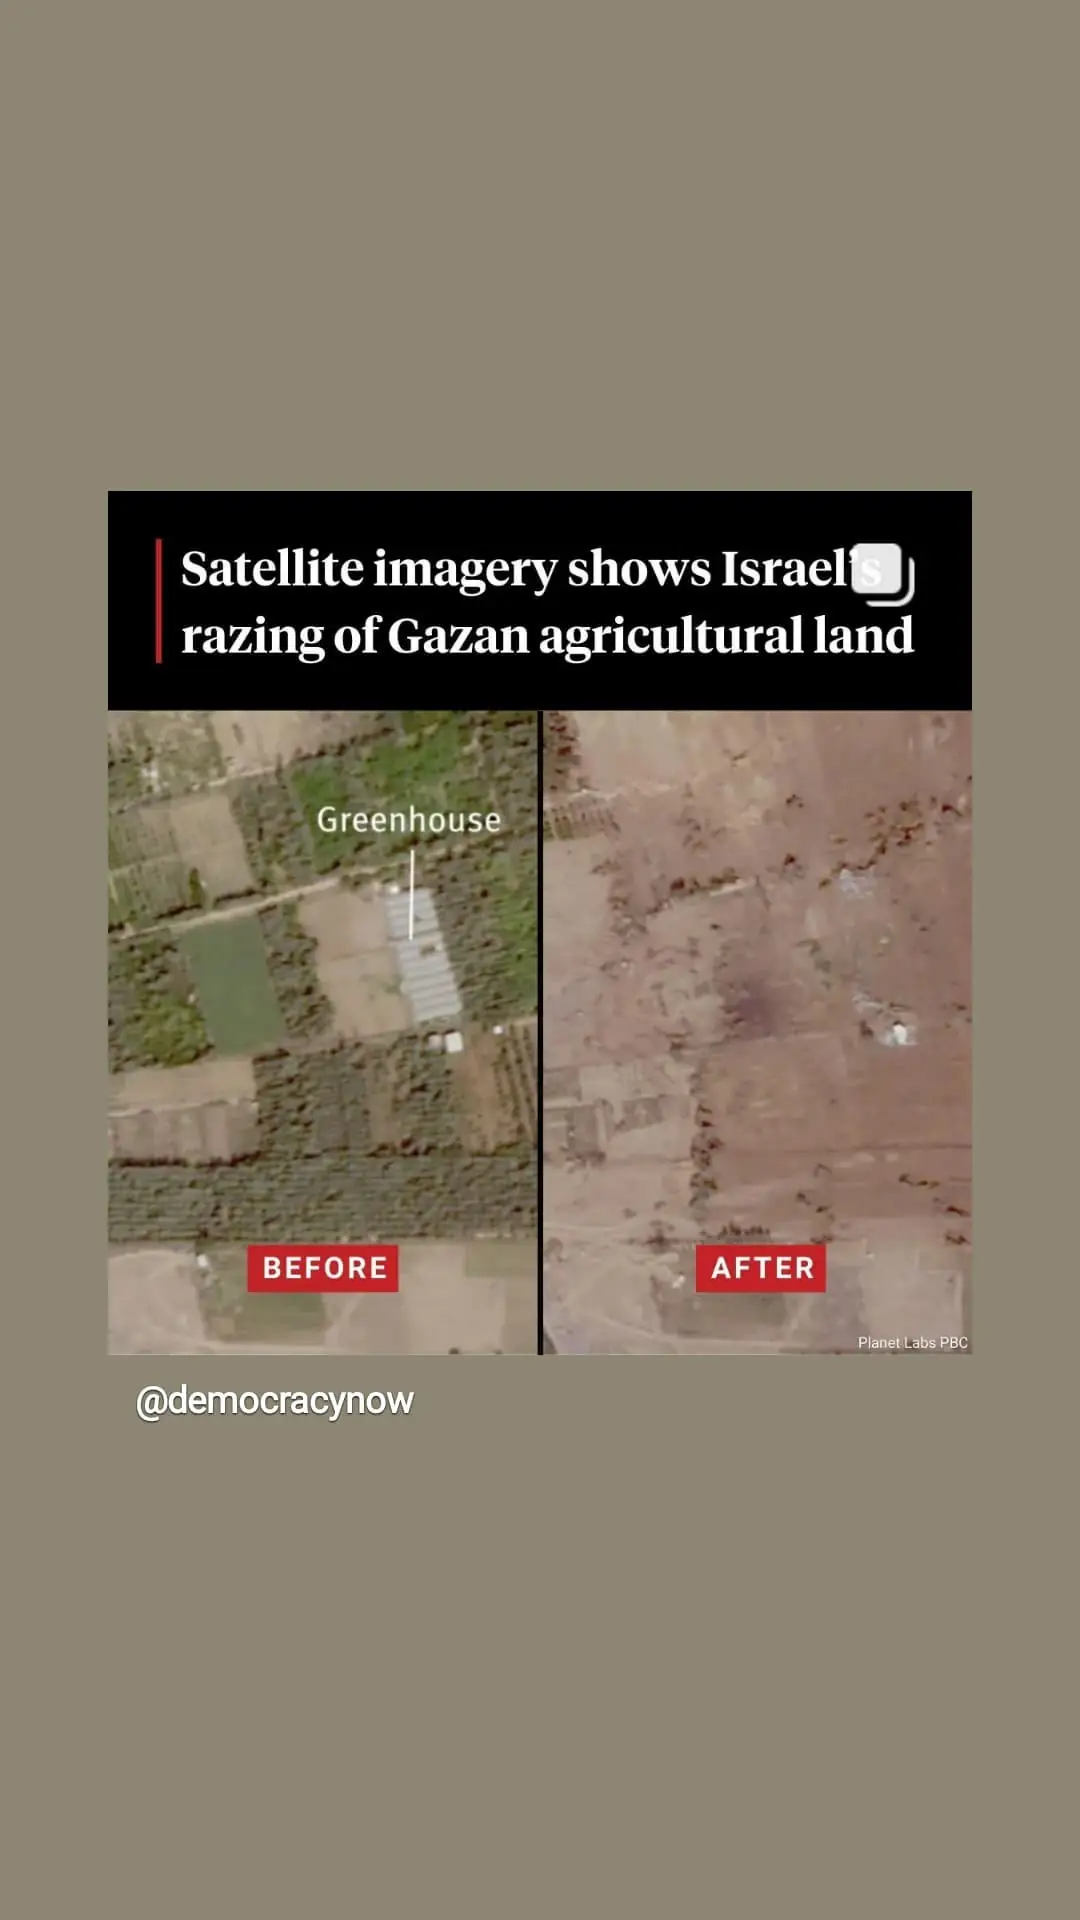 Satellite imagery shows Israel's
razing of Gazan agricultural land
Greenhouse
BEFORE
AFTER
Planet Labs PBC
@democracynow